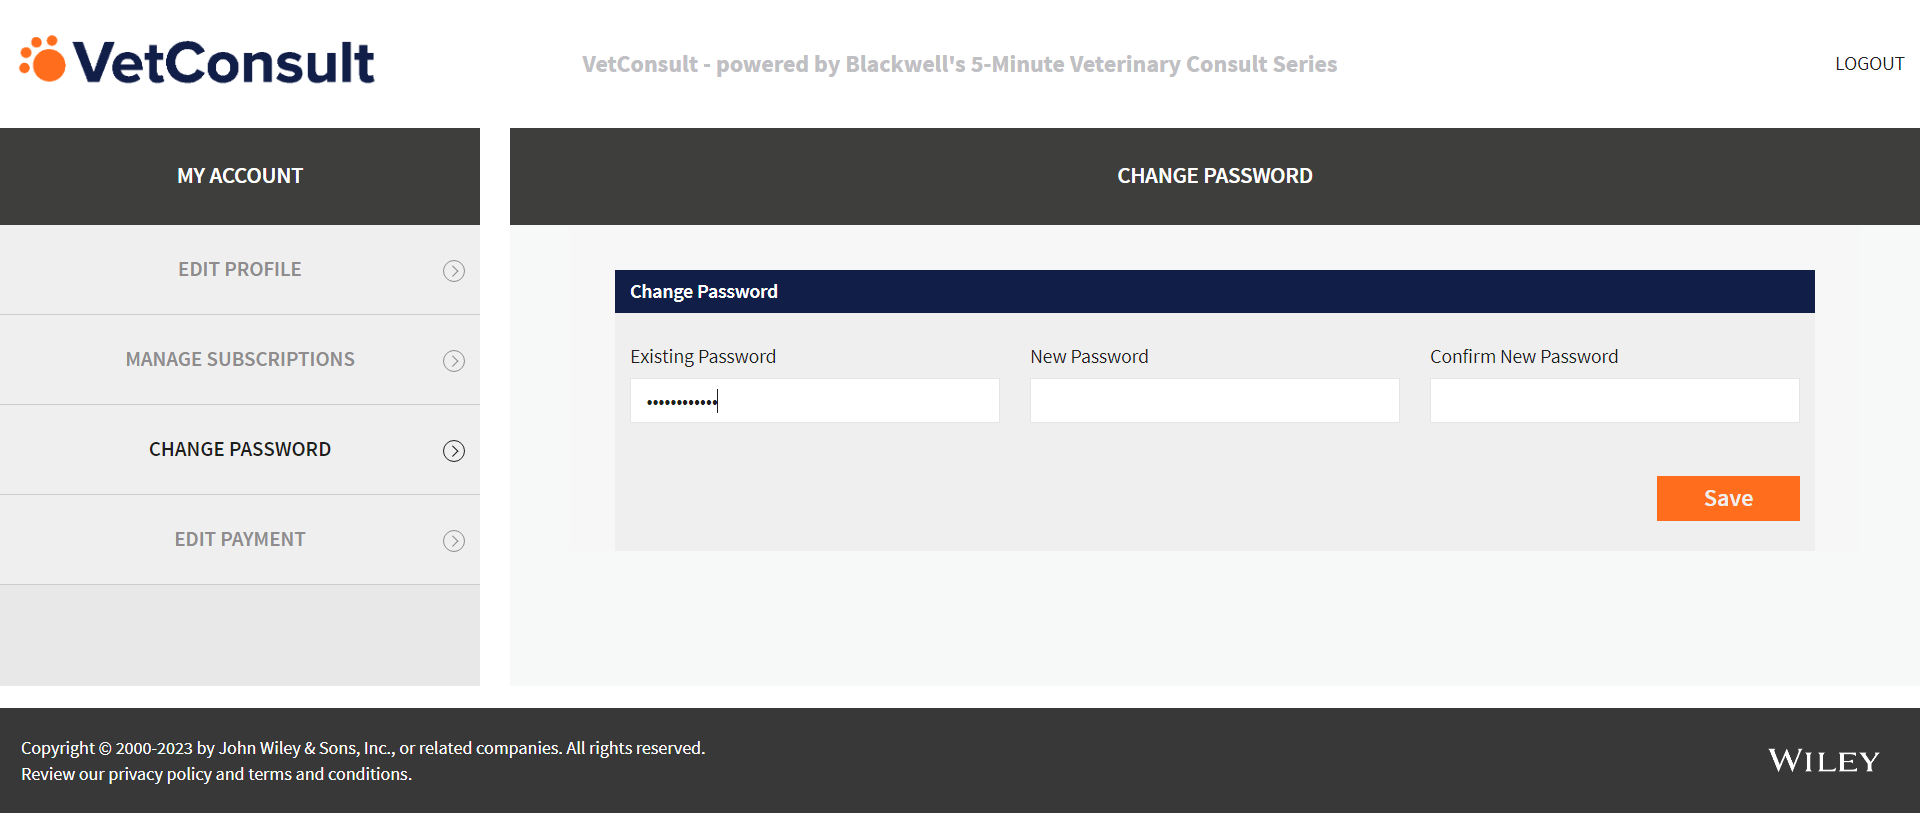 VetConsult
VetConsult - powered by Blackwell's 5-Minute Veterinary Consult Series
LOGOUT
MY ACCOUNT
EDIT PROFILE
MANAGE SUBSCRIPTIONS
CHANGE PASSWORD
EDIT PAYMENT
CHANGE PASSWORD
Change Password
Existing Password
••••••••••••
New Password
Confirm New Password
Save
Copyright © 2000-2023 by John Wiley & Sons, Inc., or related companies. All rights reserved.
Review our privacy policy and terms and conditions.
WILEY